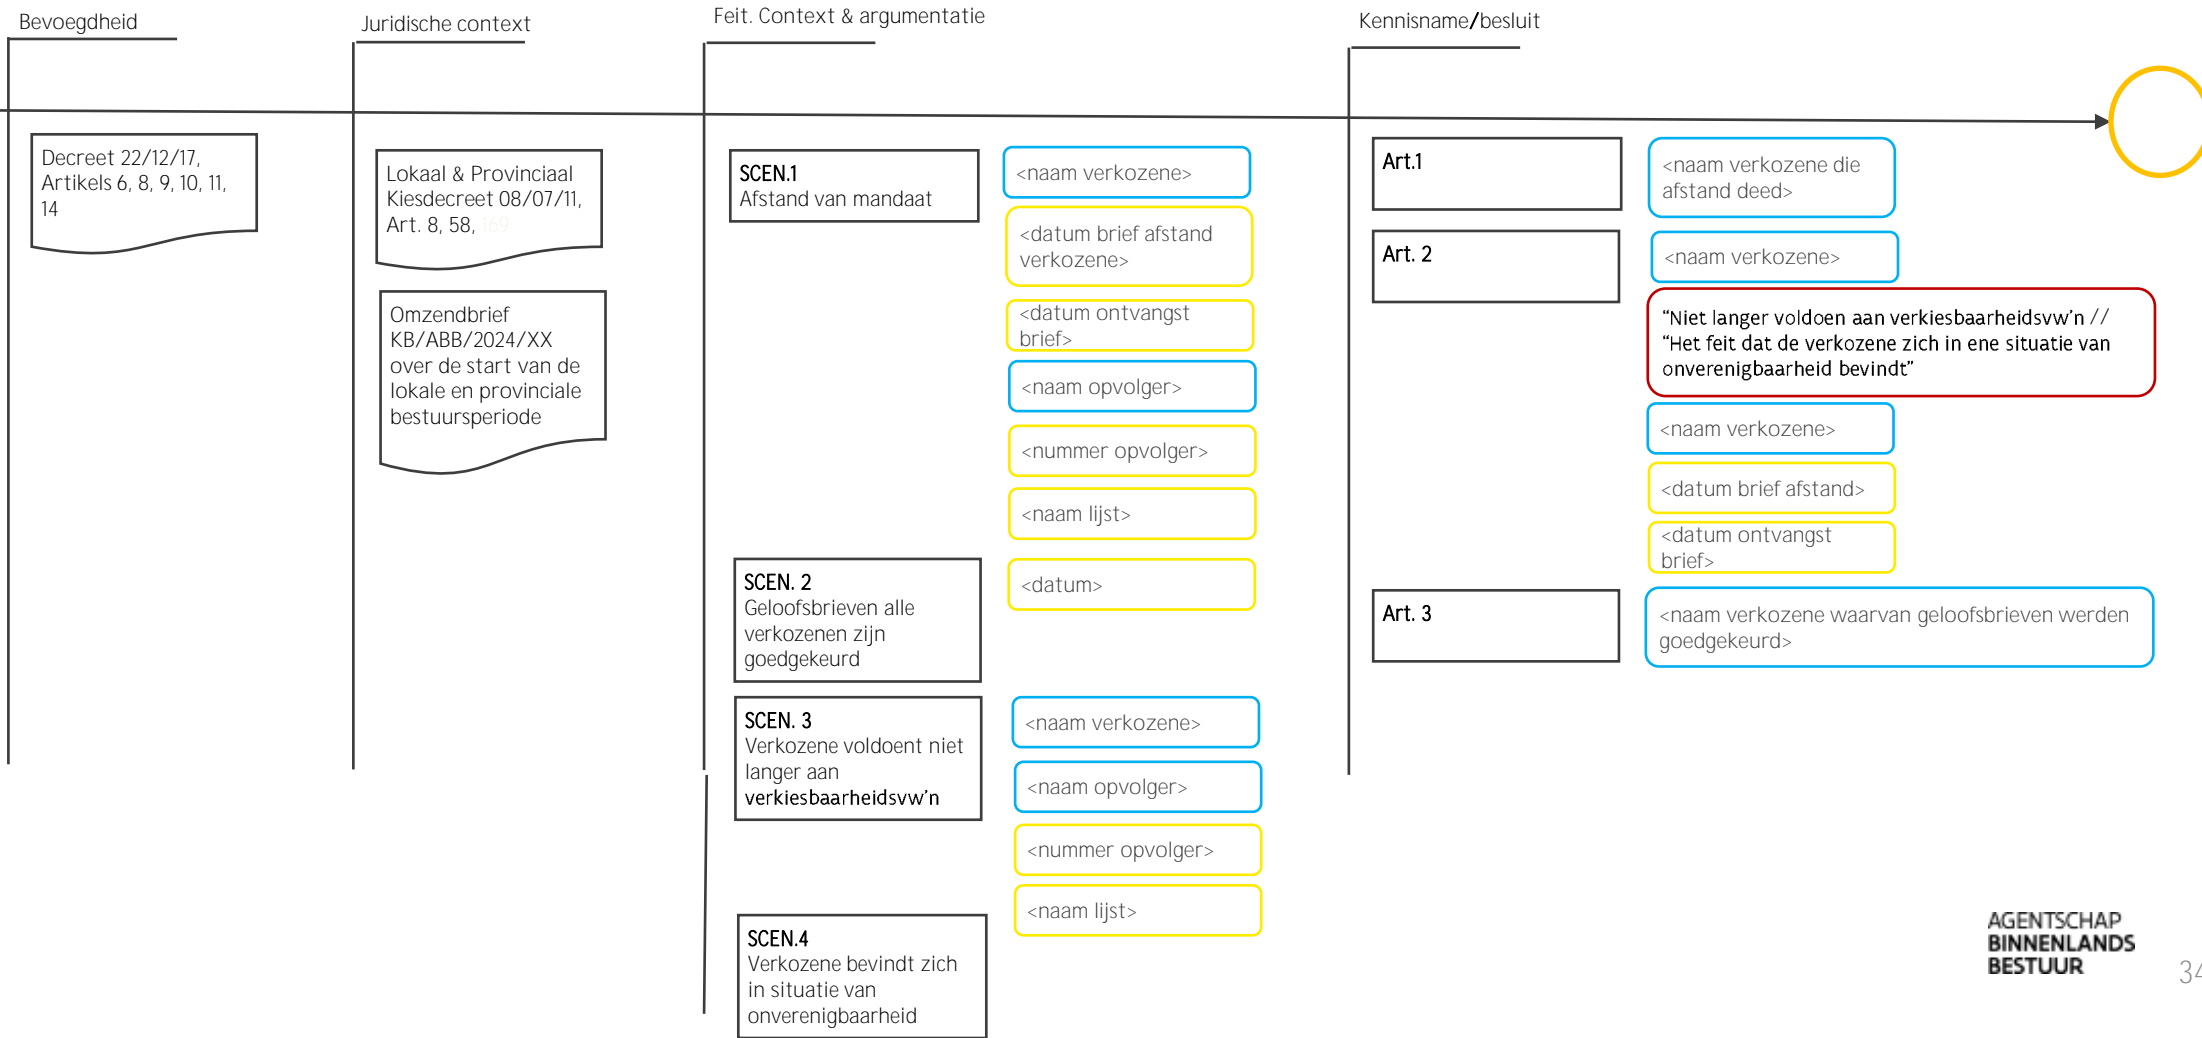 Bevoegdheid
Juridische context
Feit. Context & argumentatie
Kennisname/besluit
Decreet 22/12/17,
Artikels 6, 8, 9, 10, 11,
14
Lokaal & Provinciaal
Kiesdecreet 08/07/11,
Art. 8, 58, 169
Omzendbrief
KB/ABB/2024/XX
over de start van de
lokale en provinciale
bestuursperiode
SCEN.1
Afstand van mandaat
<naam verkozene>
<datum brief afstand
verkozene>
<datum ontvangst
brief>
<naam opvolger>
<nummer opvolger>
<naam lijst>
SCEN. 2
Geloofsbrieven alle
verkozenen zijn
goedgekeurd
<datum>
SCEN. 3
Verkozene voldoent niet
langer aan
verkiesbaarheidsvw'n
<naam verkozene>
<naam opvolger>
<nummer opvolger>
<naam lijst>
SCEN.4
Verkozene bevindt zich
in situatie van
onverenigbaarheid
Art.1
<naam verkozene die
afstand deed>
Art. 2
<naam verkozene>
“Niet langer voldoen aan verkiesbaarheidsvw'n //
“Het feit dat de verkozene zich in ene situatie van
onverenigbaarheid bevindt”
<naam verkozene>
<datum brief afstand>
<datum ontvangst
brief>
Art. 3
<naam verkozene waarvan geloofsbrieven werden
goedgekeurd>
AGENTSCHAP
BINNENLANDS
BESTUUR
34